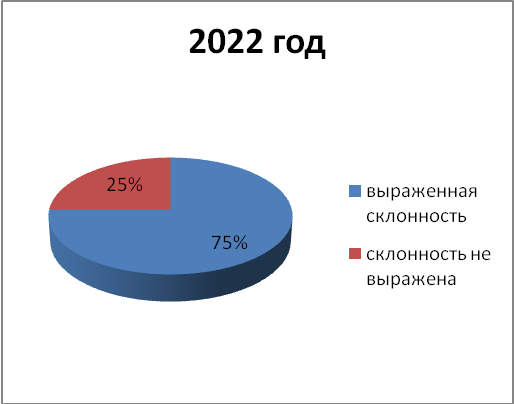 2022 год
25%
75%
выраженная
склонность
склонность не
выражена